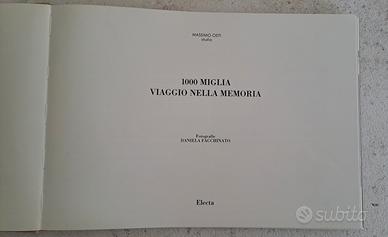 MASSIMO OSTI
studio
1000 MIGLIA
VIAGGIO NELLA MEMORIA
Fotografie
DANIELA FACCHINATO
Electa
subito